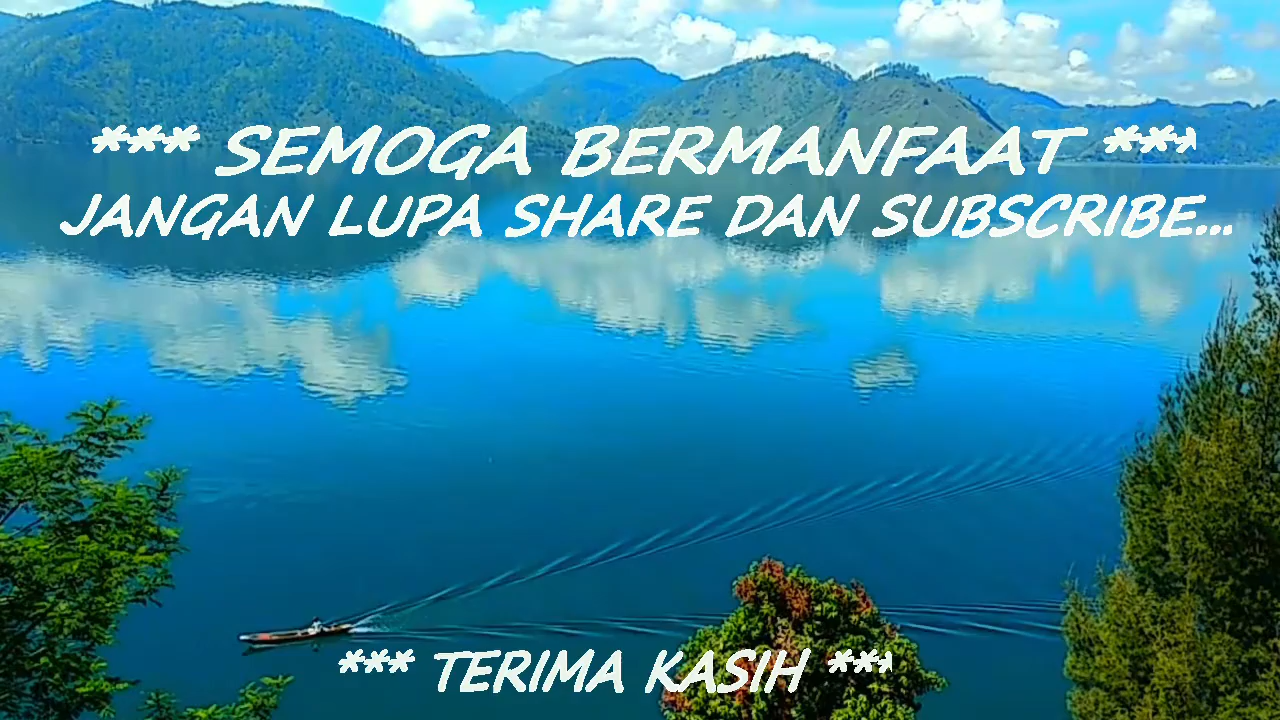 *** SEMOGA BERMANFAAT ***
JANGAN LUPA SHARE DAN SUBSCRIBE...
*** TERIMA KASIH ***